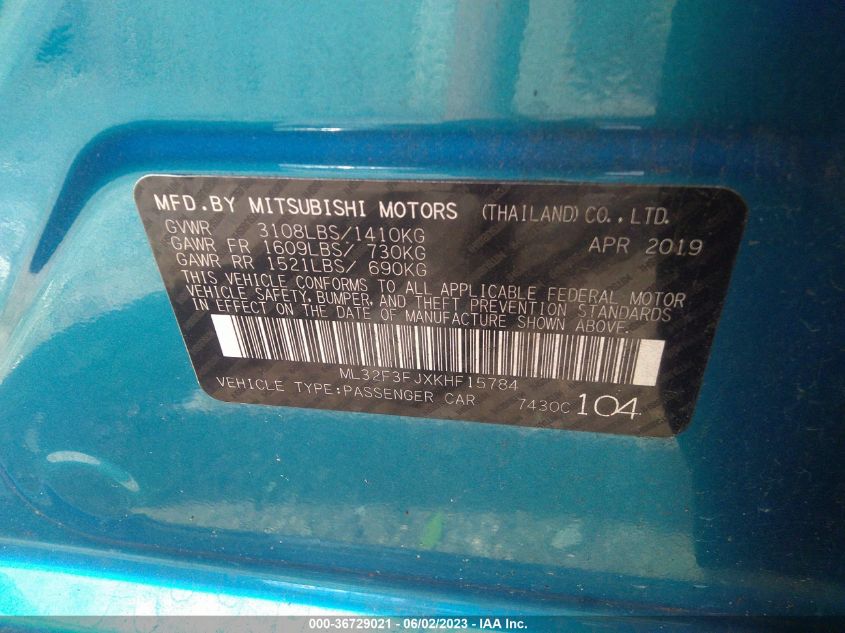 MFD.BY MITSUBISHI MOTORS (THAILAND)CO.,LTD.
GVWR 3108LBS/1410KG
GAWR FR 1609LBS/ 730KG APR 2019
GAWR RR 1521LBS/ 690KG
THIS VEHICLE CONFORMS TO ALL APPLICABLE FEDERAL MOTOR
VEHICLE SAFETY, BUMPER, AND THEFT PREVENTION STANDARDS
IN EFFECT ON THE DATE OF MANUFACTURE SHOWN ABOVE.
ML32F3FJXKHF15784
VEHICLE TYPE:PASSENGER CAR 7430C 104
000-36729021 - 06/02/2023 - IAA Inc.